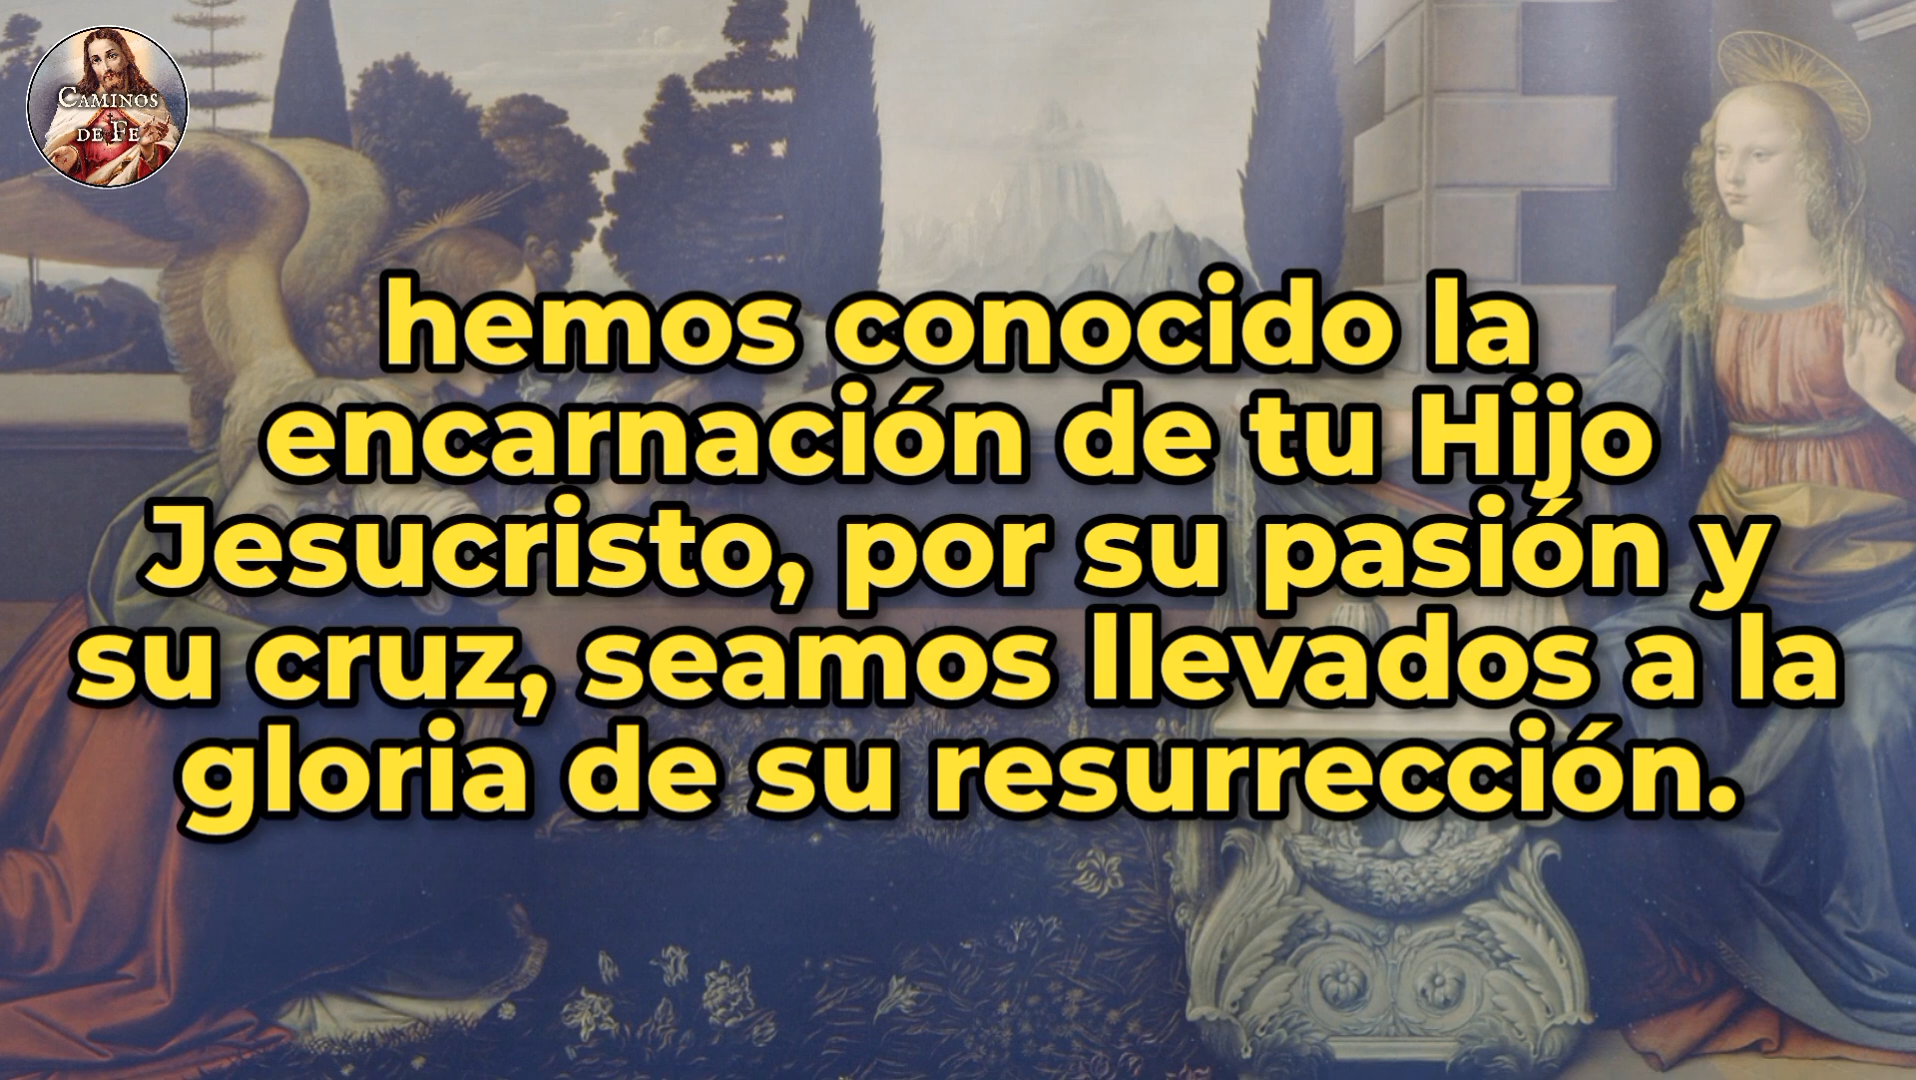 CAMINOS
DE FE
hemos conocido la
encarnación de tu Hijo
Jesucristo, por su pasión y
su cruz, seamos llevados a la
gloria de su resurrección.